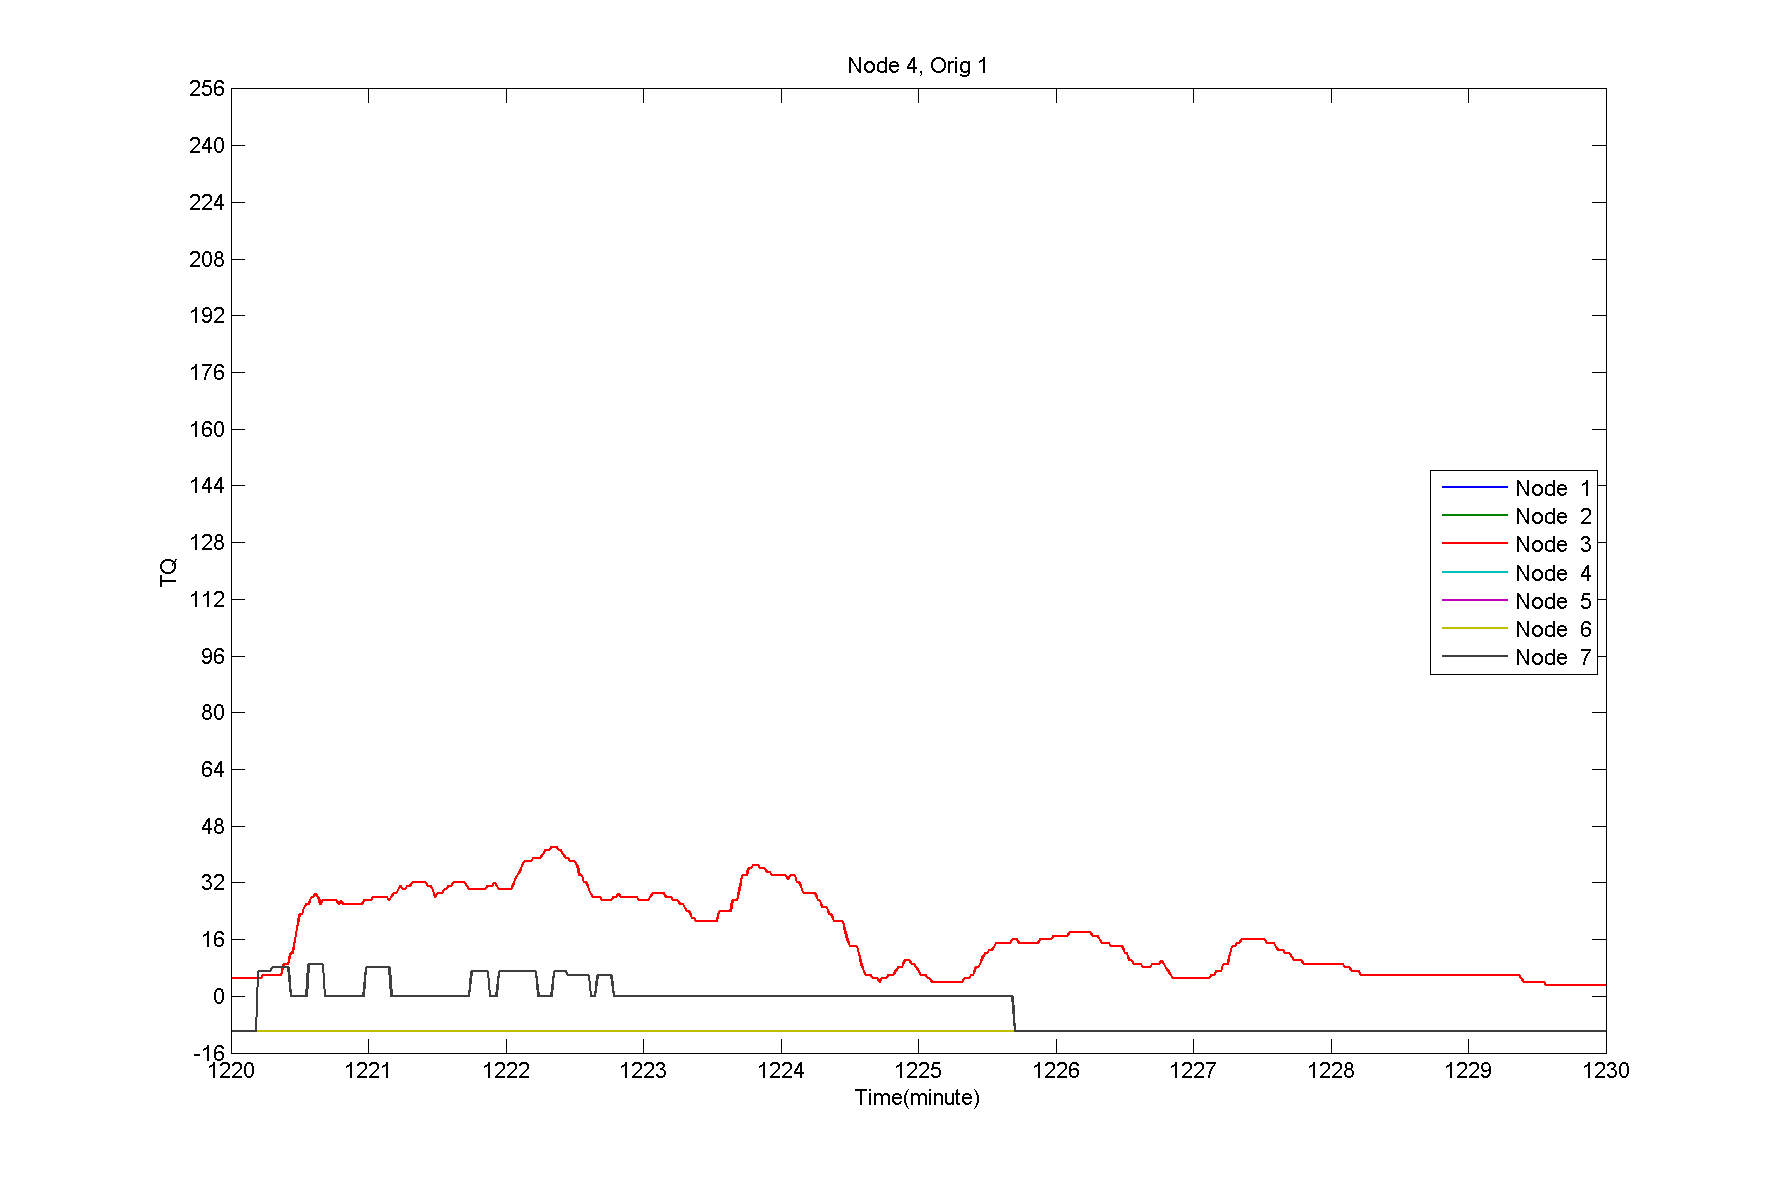 Node 4, Orig 1
256
240
224
208
192
176
160
144
128
112
96
80
64
48
32
16
0
-16
TQ
Node 1
Node 2
Node 3
Node 4
Node 5
Node 6
Node 7
1220 1221 1222 1223 1224 1225 1226 1227 1228 1229 1230
Time(minute)